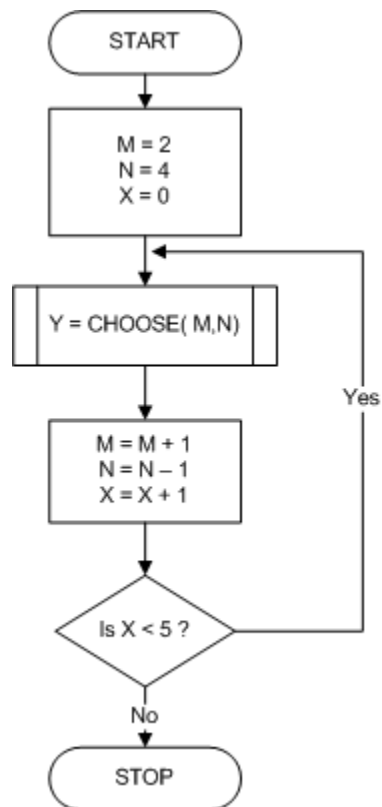 START
M = 2
N = 4
X = 0
Y = CHOOSE( M,N)
Yes
M = M + 1
N = N – 1
X = X + 1
Is X < 5 ?
No
STOP